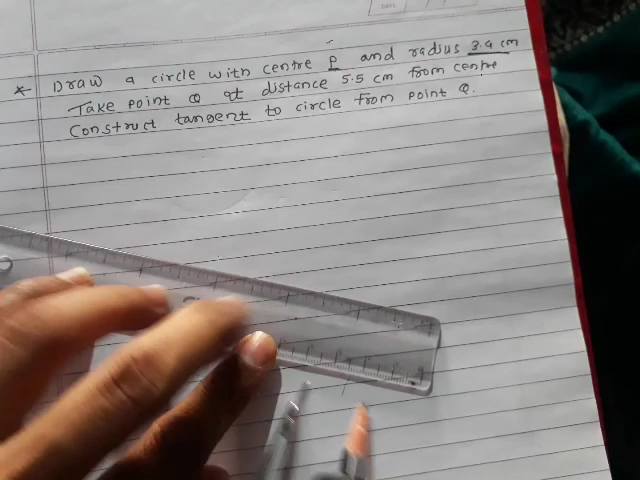 * Draw a circle with centre P and radius 3.4 cm
Take point Q at distance 5.5 cm from centre
Construct tangent to circle from point Q.